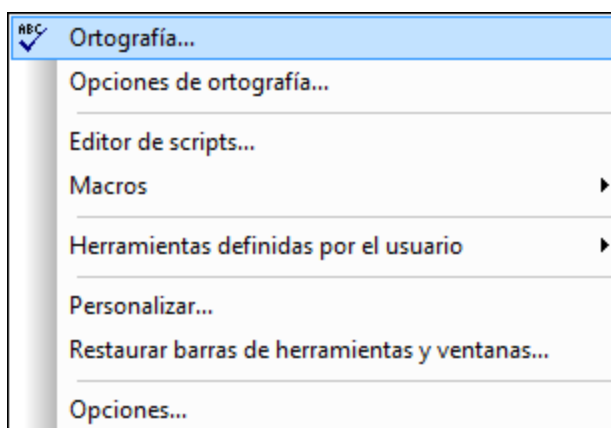 ABC
Ortografía...
Opciones de ortografía...
Editor de scripts...
Macros
Herramientas definidas por el usuario
Personalizar...
Restaurar barras de herramientas y ventanas...
Opciones...